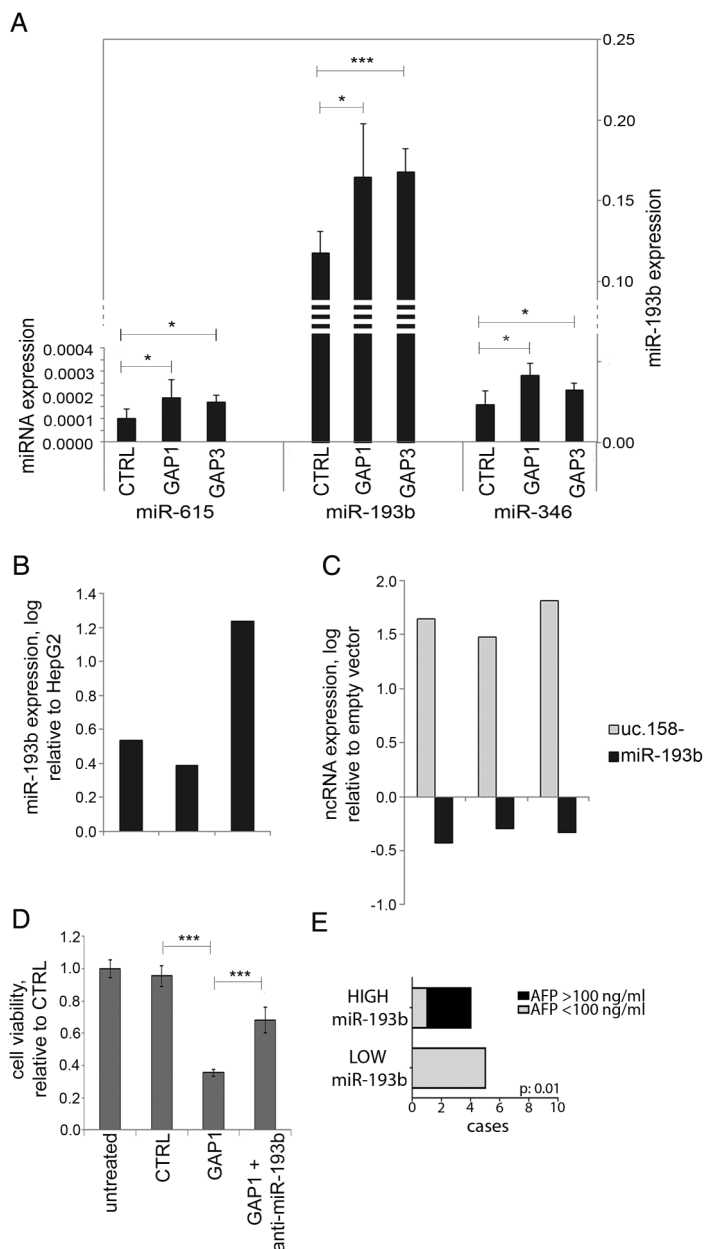 A
0.25
***
*
0.20
0.15
0.10
miR-193b expression
*
*
*
*
miRNA expression
0.0004
0.0003
0.0002
0.0001
0.0000
0.00
CTRL
GAP1
GAP3
CTRL
GAP1
GAP3
CTRL
GAP1
GAP3
miR-615
miR-193b
miR-346
B
miR-193b expression, log
relative to HepG2
1.4
1.2
1.0
0.8
0.6
0.4
0.2
0.0
C
ncRNA expression, log
relative to empty vector
2.0
1.5
1.0
0.5
0.0
-0.5
-1.0
uc.158-
miR-193b
D
cell viability,
relative to CTRL
1.2
1.0
0.8
0.6
0.4
0.2
0.0
***
***
untreated
CTRL
GAP1
GAP1 +
anti-miR-193b
E
HIGH
miR-193b
LOW
miR-193b
AFP >100 ng/ml
AFP <100 ng/ml
p: 0.01
0 2 4 6 8 10
cases